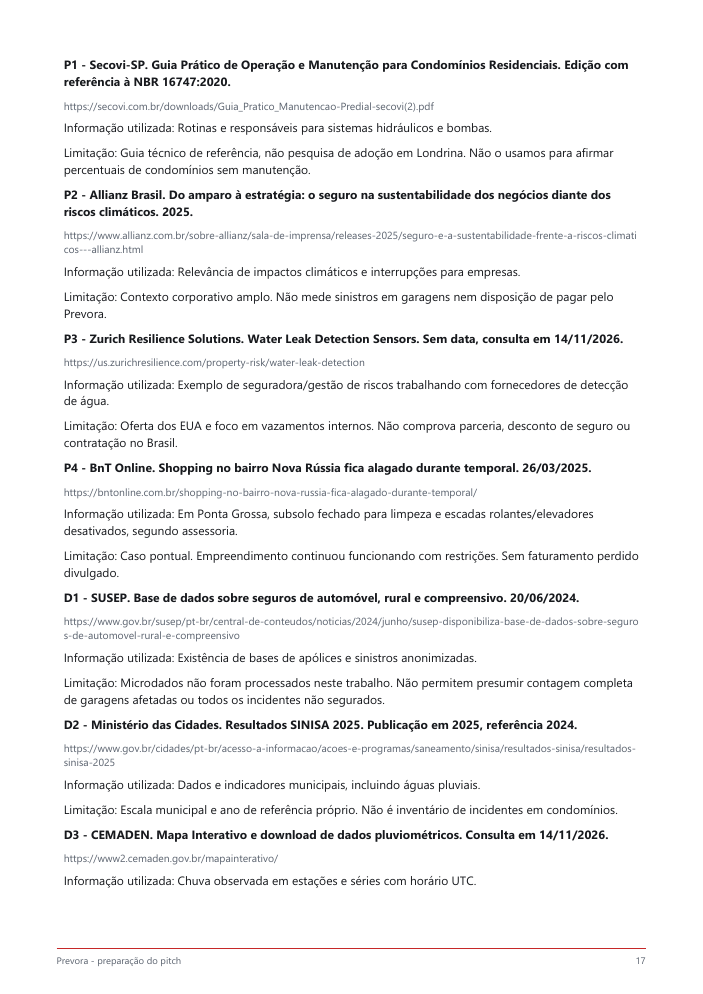 P1 - Secovi-SP. Guia Prático de Operação e Manutenção para Condomínios Residenciais. Edição com
referência à NBR 16747:2020.
https://secovi.com.br/downloads/Guia_Pratico_Manutencao-Predial-secovi(2).pdf
Informação utilizada: Rotinas e responsáveis para sistemas hidráulicos e bombas.
Limitação: Guia técnico de referência, não pesquisa de adoção em Londrina. Não o usamos para afirmar
percentuais de condomínios sem manutenção.
P2 - Allianz Brasil. Do amparo à estratégia: o seguro na sustentabilidade dos negócios diante dos
riscos climáticos. 2025.
https://www.allianz.com.br/sobre-allianz/sala-de-imprensa/releases-2025/seguro-e-a-sustentabilidade-frente-a-riscos-climati
cos---allianz.html
Informação utilizada: Relevância de impactos climáticos e interrupções para empresas.
Limitação: Contexto corporativo amplo. Não mede sinistros em garagens nem disposição de pagar pelo
Prevora.
P3 - Zurich Resilience Solutions. Water Leak Detection Sensors. Sem data, consulta em 14/11/2026.
https://us.zurichresilience.com/property-risk/water-leak-detection
Informação utilizada: Exemplo de seguradora/gestão de riscos trabalhando com fornecedores de detecção
de água.
Limitação: Oferta dos EUA e foco em vazamentos internos. Não comprova parceria, desconto de seguro ou
contratação no Brasil.
P4 - BnT Online. Shopping no bairro Nova Rússia fica alagado durante temporal. 26/03/2025.
https://bntonline.com.br/shopping-no-bairro-nova-russia-fica-alagado-durante-temporal/
Informação utilizada: Em Ponta Grossa, subsolo fechado para limpeza e escadas rolantes/elevadores
desativados, segundo assessoria.
Limitação: Caso pontual. Empreendimento continuou funcionando com restrições. Sem faturamento perdido
divulgado.
D1 - SUSEP. Base de dados sobre seguros de automóvel, rural e compreensivo. 20/06/2024.
https://www.gov.br/susep/pt-br/central-de-conteudos/noticias/2024/junho/susep-disponibiliza-base-de-dados-sobre-seguro
s-de-automovel-rural-e-compreensivo
Informação utilizada: Existência de bases de apólices e sinistros anonimizadas.
Limitação: Microdados não foram processados neste trabalho. Não permitem presumir contagem completa
de garagens afetadas ou todos os incidentes não segurados.
D2 - Ministério das Cidades. Resultados SINISA 2025. Publicação em 2025, referência 2024.
https://www.gov.br/cidades/pt-br/acesso-a-informacao/acoes-e-programas/saneamento/sinisa/resultados-sinisa/resultados-
sinisa-2025
Informação utilizada: Dados e indicadores municipais, incluindo águas pluviais.
Limitação: Escala municipal e ano de referência próprio. Não é inventário de incidentes em condomínios.
D3 - CEMADEN. Mapa Interativo e download de dados pluviométricos. Consulta em 14/11/2026.
https://www2.cemaden.gov.br/mapainterativo/
Informação utilizada: Chuva observada em estações e séries com horário UTC.
Prevora - preparação do pitch
17